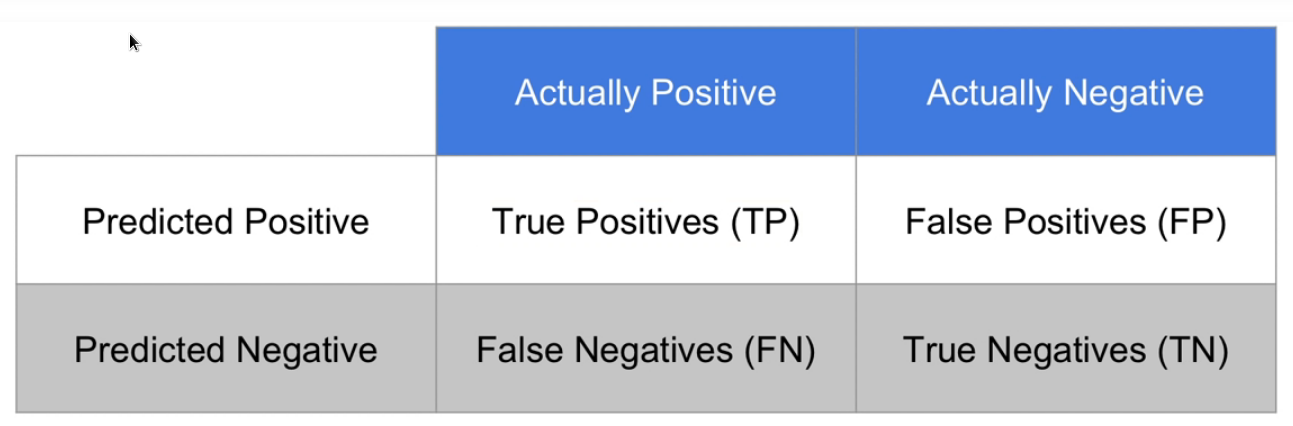 Actually Positive
Actually Negative
Predicted Positive
True Positives (TP)
False Positives (FP)
Predicted Negative
False Negatives (FN)
True Negatives (TN)